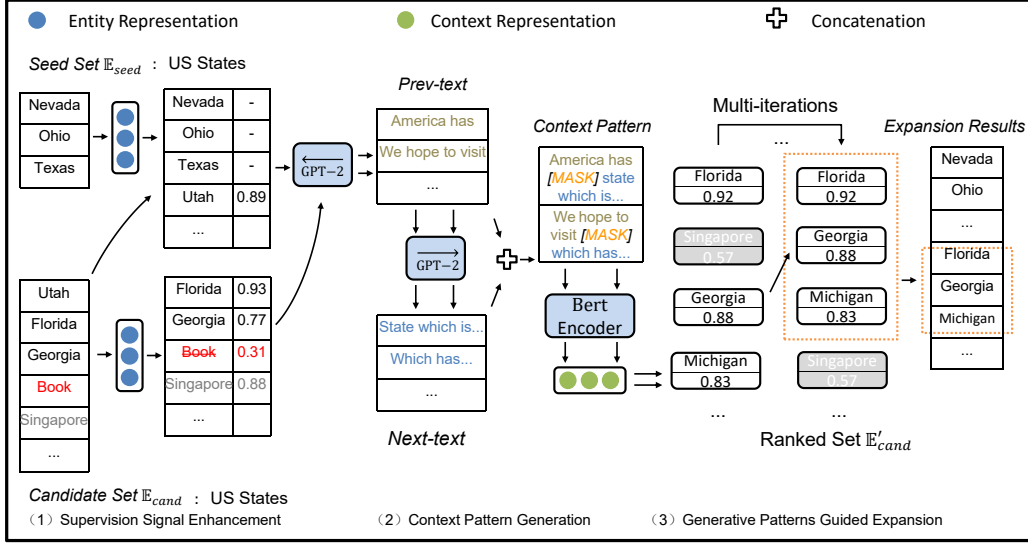 Entity Representation
Context Representation
Concatenation
Seed Set 𝔼seed : US States
Nevada
Ohio
Texas
Nevada -
Ohio -
Texas -
Utah 0.89
...
Utah
Florida
Georgia
Book
Singapore
...
Florida 0.93
Georgia 0.77
Book 0.31
Singapore 0.88
...
Candidate Set 𝔼cand : US States
(1) Supervision Signal Enhancement
GPT-2
Prev-text
America has
We hope to visit
...
GPT-2
State which is...
Which has...
...
Next-text
Context Pattern
America has
[MASK] state
which is...
We hope to
visit [MASK]
which has...
Bert
Encoder
(2) Context Pattern Generation
Multi-iterations
...
Florida
0.92
Singapore
0.57
Georgia
0.88
Michigan
0.83
...
Florida
0.92
Georgia
0.88
Michigan
0.83
Singapore
0.57
...
Ranked Set 𝔼′cand
Expansion Results
Nevada
Ohio
...
Florida
Georgia
Michigan
...
(3) Generative Patterns Guided Expansion